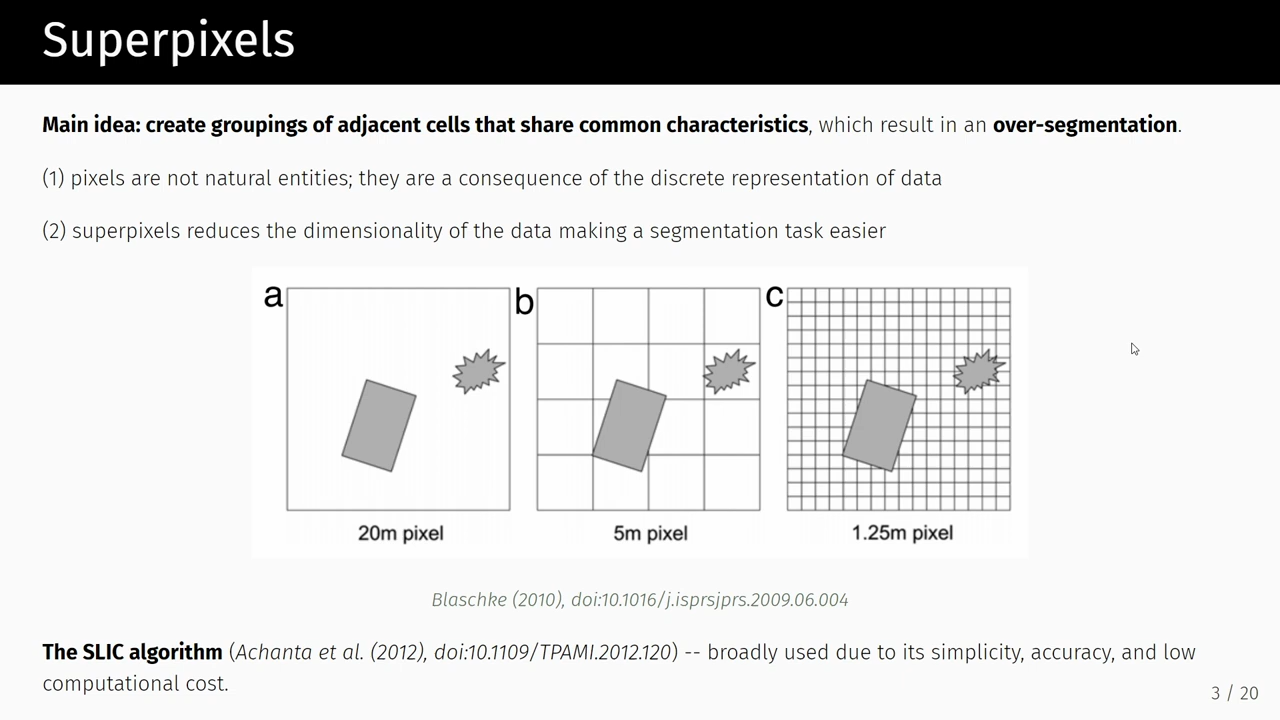 Superpixels
Main idea: create groupings of adjacent cells that share common characteristics, which result in an over-segmentation.
(1) pixels are not natural entities; they are a consequence of the discrete representation of data
(2) superpixels reduces the dimensionality of the data making a segmentation task easier
a b c
20m pixel 5m pixel 1.25m pixel
Blaschke (2010), doi:10.1016/j.isprsjprs.2009.06.004
The SLIC algorithm (Achanta et al. (2012), doi:10.1109/TPAMI.2012.120) -- broadly used due to its simplicity, accuracy, and low
computational cost.
3 / 20